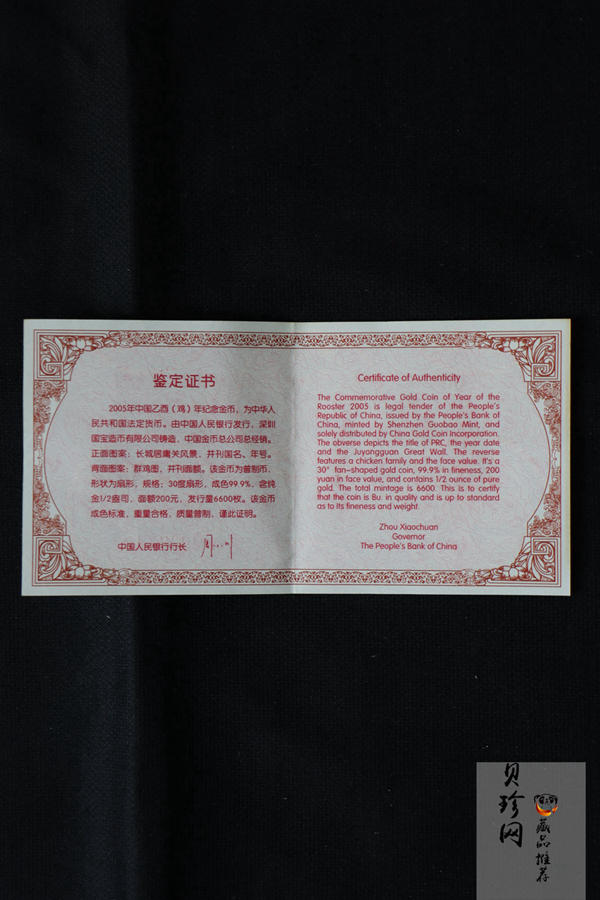 鉴定证书
2005年中国乙酉（鸡）年纪念金币，为中华人
民共和国法定货币。由中国人民银行发行，深圳
国宝造币有限公司铸造，中国金币总公司总经销。
正面图案：长城居庸关风景，并刊国名、年号。
背面图案：群鸡图，并刊面额。该金币为普制币，
形状为扇形，规格：30度扇形，成色99.9%，含纯
金1/2盎司，面额200元，发行量6600枚。该金币
成色标准，重量合格，质量普制，谨此证明。
中国人民银行行长
Certificate of Authenticity
The Commemorative Gold Coin of Year of the
Rooster 2005 is legal tender of the People's
Republic of China, issued by the People's Bank of
China, minted by Shenzhen Guobao Mint, and
solely distributed by China Gold Coin Incorporation.
The obverse depicts the title of PRC, the year date
and the Juyongguan Great Wall. The reverse
features a chicken family and the face value. It's a
30° fan-shaped gold coin, 99.9% in fineness, 200
yuan in face value, and contains 1/2 ounce of pure
gold. The total mintage is 6600. This is to certify
that the coin is Bu. in quality and is up to standard
as to its fineness and weight.
Zhou Xiaochuan
Governor
The People's Bank of China
贝珍网
藏品推荐